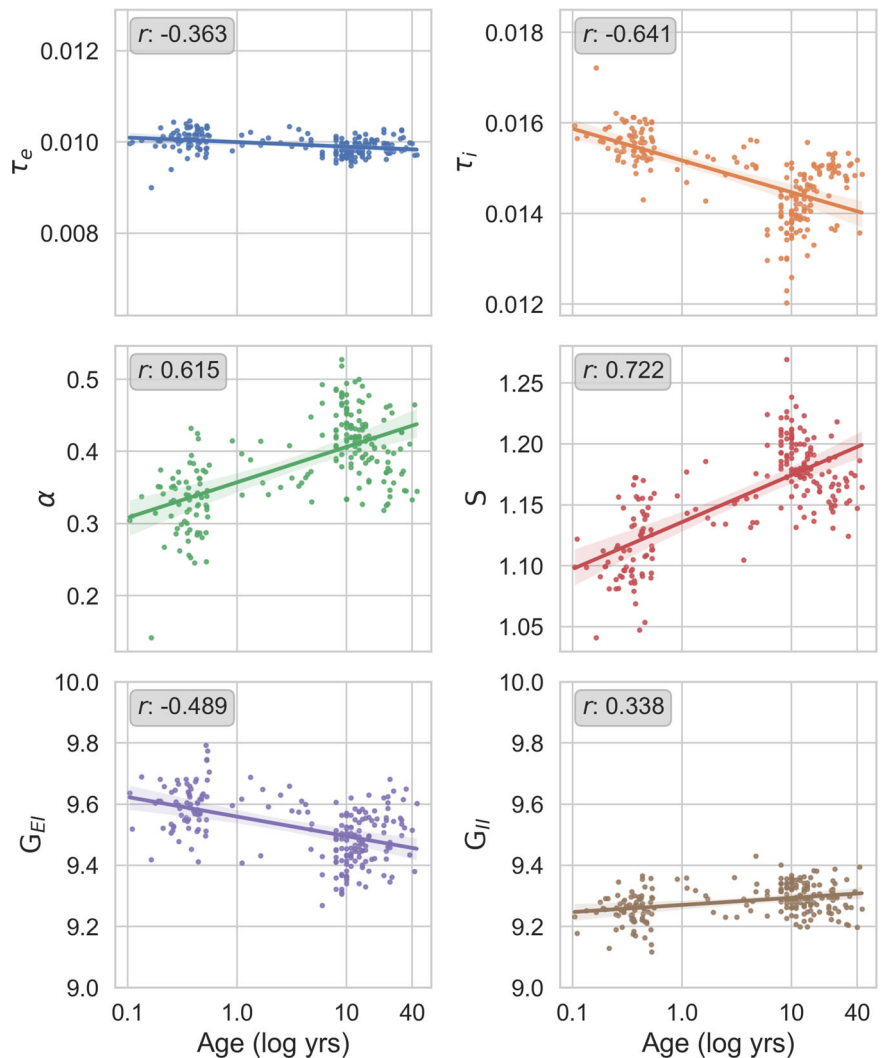 r: -0.363
0.012
0.010
0.008
τe
r: -0.641
0.018
0.016
0.014
0.012
τi
r: 0.615
0.5
0.4
0.3
0.2
α
r: 0.722
1.25
1.20
1.15
1.10
1.05
S
r: -0.489
10.0
9.8
9.6
9.4
9.2
9.0
GEI
0.1 1.0 10 40
Age (log yrs)
r: 0.338
10.0
9.8
9.6
9.4
9.2
9.0
GII
0.1 1.0 10 40
Age (log yrs)